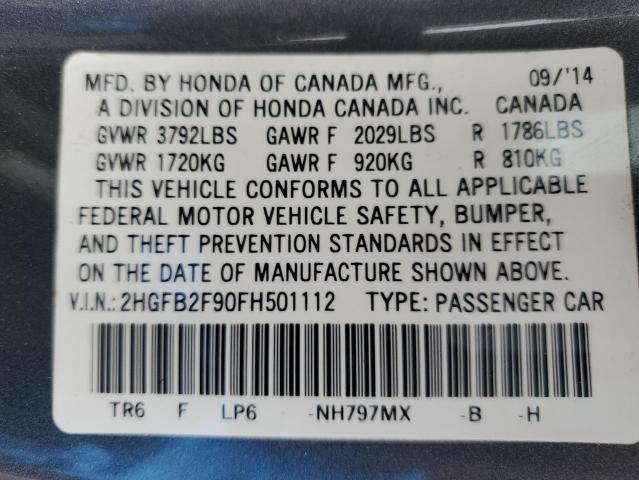 MFD. BY HONDA OF CANADA MFG., 09/'14
A DIVISION OF HONDA CANADA INC. CANADA
GVWR 3792LBS GAWR F 2029LBS R 1786LBS
GVWR 1720KG GAWR F 920KG R 810KG
THIS VEHICLE CONFORMS TO ALL APPLICABLE
FEDERAL MOTOR VEHICLE SAFETY, BUMPER,
AND THEFT PREVENTION STANDARDS IN EFFECT
ON THE DATE OF MANUFACTURE SHOWN ABOVE.
V.I.N.: 2HGFB2F90FH501112 TYPE: PASSENGER CAR
TR6 F LP6 -NH797MX -B -H